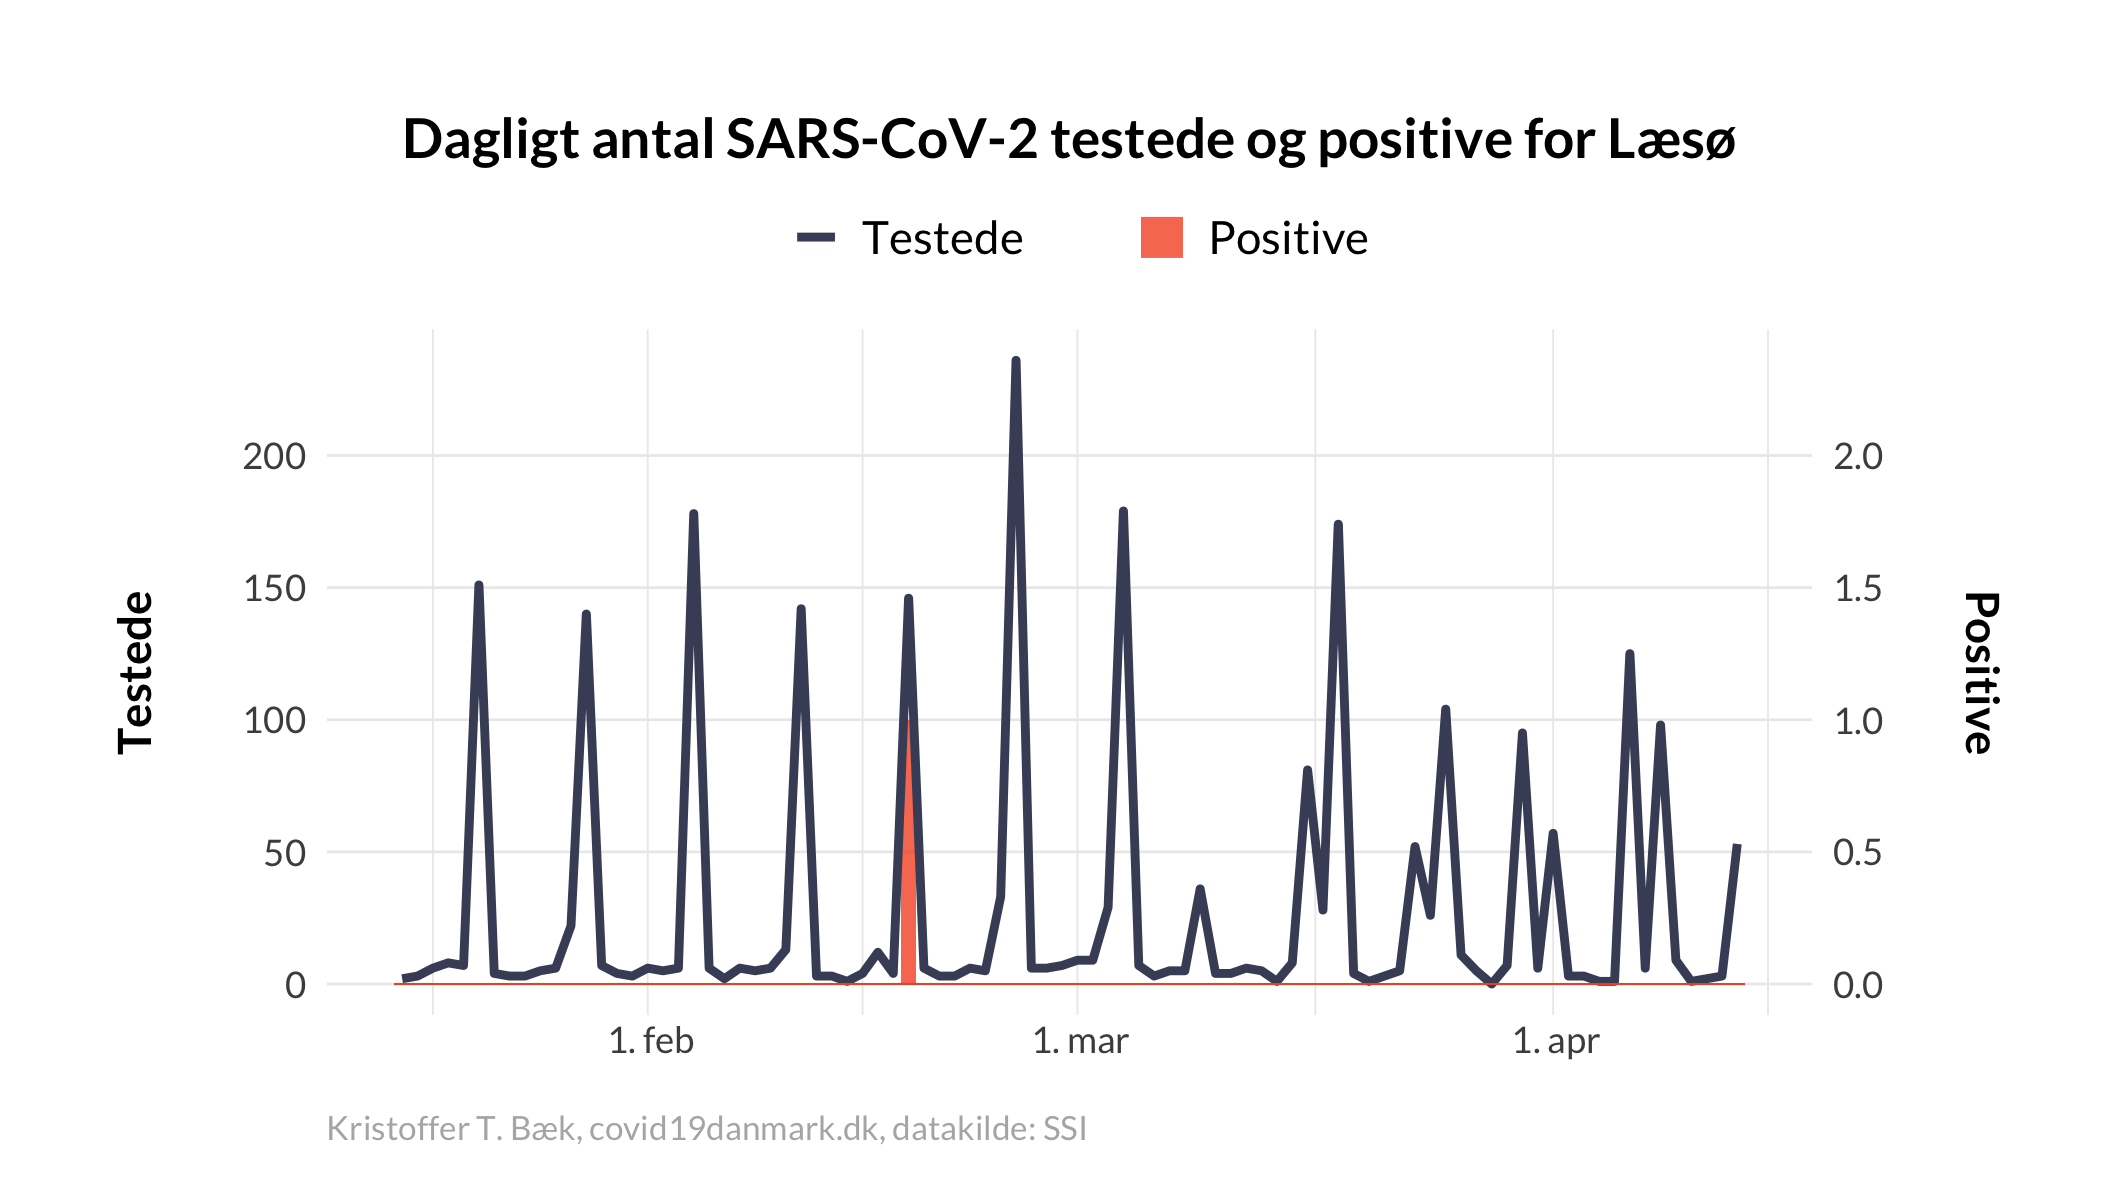 Dagligt antal SARS-CoV-2 testede og positive for Læsø
Testede
Positive
Testede
200
150
100
50
0
2.0
1.5
1.0
0.5
0.0
Positive
1. feb
1. mar
1. apr
Kristoffer T. Bæk, covid19danmark.dk, datakilde: SSI